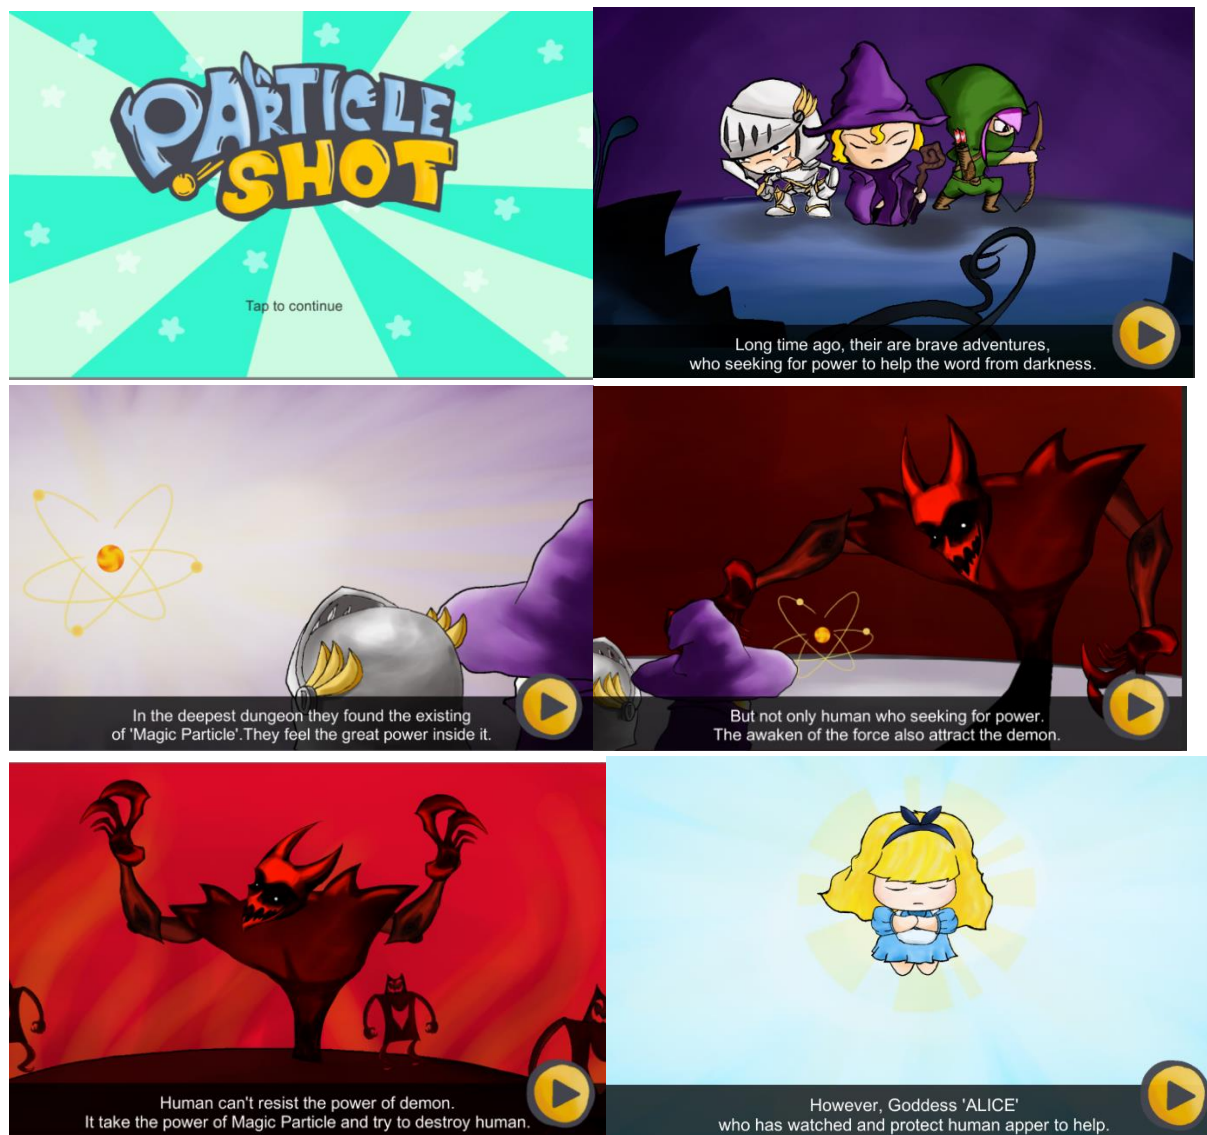 PARTICLE
SHOT
Tap to continue
Long time ago, their are brave adventures,
who seeking for power to help the word from darkness.
In the deepest dungeon they found the existing
of 'Magic Particle'.They feel the great power inside it.
But not only human who seeking for power.
The awaken of the force also attract the demon.
Human can't resist the power of demon.
It take the power of Magic Particle and try to destroy human.
However, Goddess 'ALICE'
who has watched and protect human apper to help.